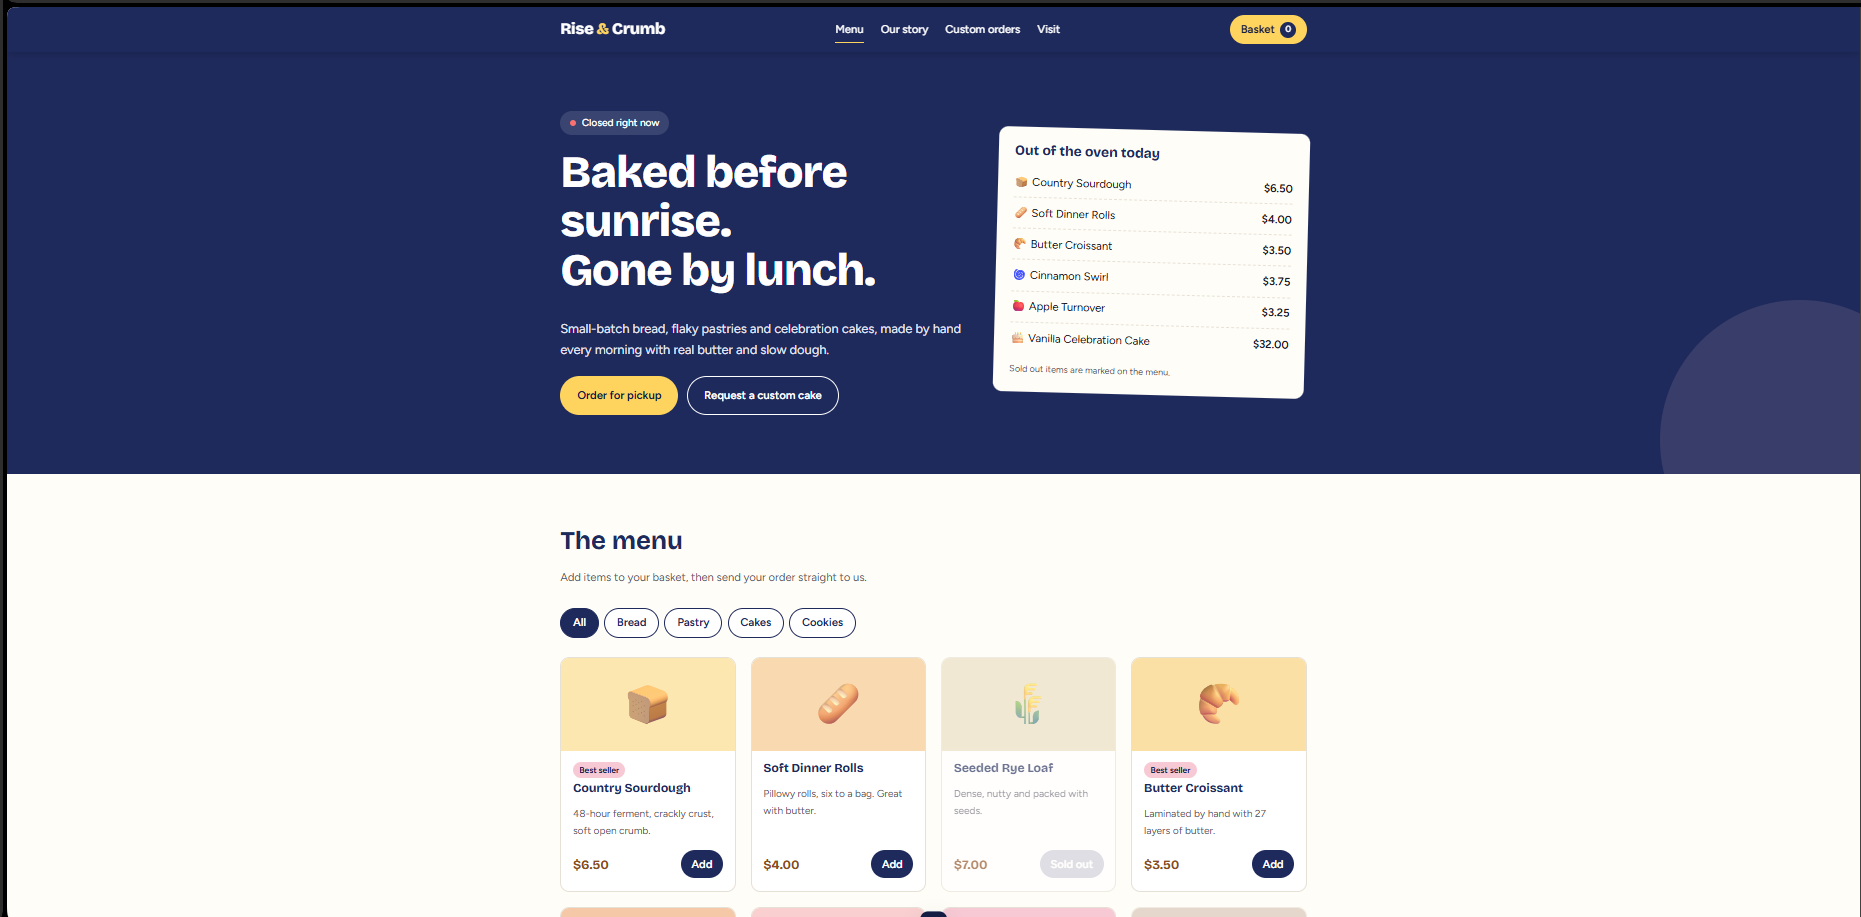 Rise & Crumb
Menu
Our story
Custom orders
Visit
Basket 0
Closed right now
Baked before
sunrise.
Gone by lunch.
Small-batch bread, flaky pastries and celebration cakes, made by hand
every morning with real butter and slow dough.
Order for pickup
Request a custom cake
Out of the oven today
Country Sourdough $6.50
Soft Dinner Rolls $4.00
Butter Croissant $3.50
Cinnamon Swirl $3.75
Apple Turnover $3.25
Vanilla Celebration Cake $32.00
Sold out items are marked on the menu.
The menu
Add items to your basket, then send your order straight to us.
All
Bread
Pastry
Cakes
Cookies
Best seller
Country Sourdough
48-hour ferment, crackly crust,
soft open crumb.
$6.50
Add
Soft Dinner Rolls
Pillowy rolls, six to a bag. Great
with butter.
$4.00
Add
Seeded Rye Loaf
Dense, nutty and packed with
seeds.
$7.00
Sold out
Best seller
Butter Croissant
Laminated by hand with 27
layers of butter.
$3.50
Add